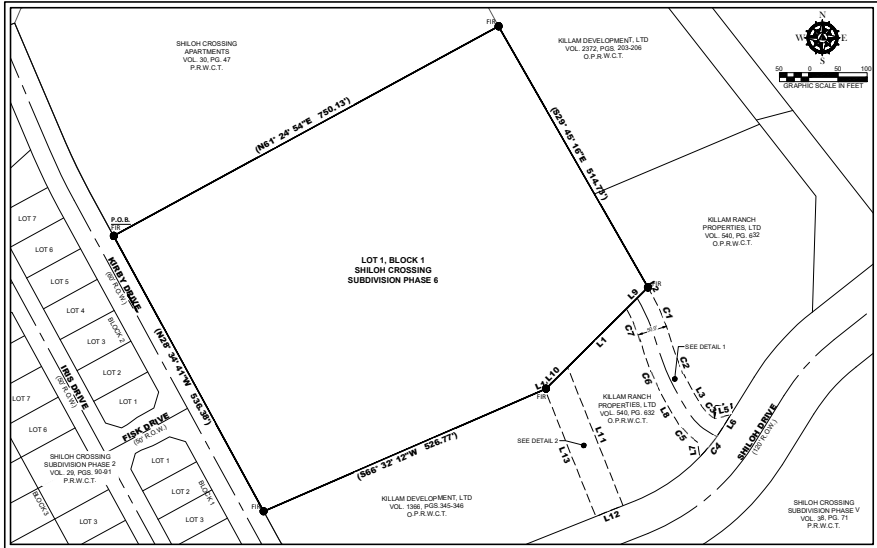 SHILOH CROSSING
APARTMENTS
VOL. 30, PG. 47
P.R.W.C.T.
FIR
KILLAM DEVELOPMENT, LTD
VOL. 2372, PGS. 203-206
O.P.R.W.C.T.
N
W E
S
50 0 50 100
GRAPHIC SCALE IN FEET
(N61° 24' 54"E 750.13')
(S29° 45' 16"E 514.73')
P.O.B.
FIR
LOT 7
LOT 6
LOT 5
LOT 4
LOT 3
LOT 2
LOT 1
BLOCK 2
KIRBY DRIVE
(60' R.O.W.)
LOT 1, BLOCK 1
SHILOH CROSSING
SUBDIVISION PHASE 6
KILLAM RANCH
PROPERTIES, LTD
VOL. 540, PG. 632
O.P.R.W.C.T.
FIR
L9
L1
C1
C7
C2
SEE DETAIL 1
L3
C3
L5
L6
C6
L8
C5
L7
C4
SHILOH DRIVE
(120' R.O.W.)
L10
FIR
KILLAM RANCH
PROPERTIES, LTD
VOL. 540, PG. 632
O.P.R.W.C.T.
SEE DETAIL 2
L11
L13
L12
(N28° 34' 41"W 536.38')
(S66° 32' 12"W 526.77')
IRIS DRIVE
(50' R.O.W.)
FISK DRIVE
(50' R.O.W.)
LOT 7
LOT 6
SHILOH CROSSING
SUBDIVISION PHASE 2
VOL. 29, PGS. 90-91
P.R.W.C.T.
BLOCK 3
LOT 3
LOT 1
LOT 2
LOT 3
BLOCK 1
FIR
KILLAM DEVELOPMENT, LTD
VOL. 1366, PGS.345-346
O.P.R.W.C.T.
SHILOH CROSSING
SUBDIVISION PHASE V
VOL. 38, PG. 71
P.R.W.C.T.